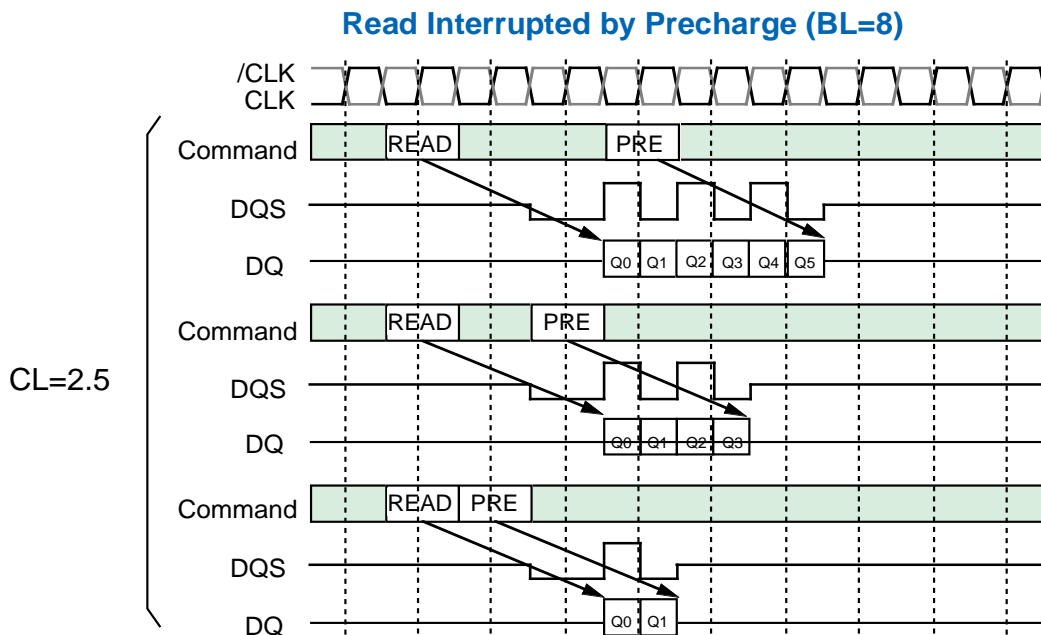 Read Interrupted by Precharge (BL=8)
/CLK
CLK
Command READ PRE
DQS
DQ Q0 Q1 Q2 Q3 Q4 Q5
Command READ PRE
CL=2.5
DQS
DQ Q0 Q1 Q2 Q3
Command READ PRE
DQS
DQ Q0 Q1